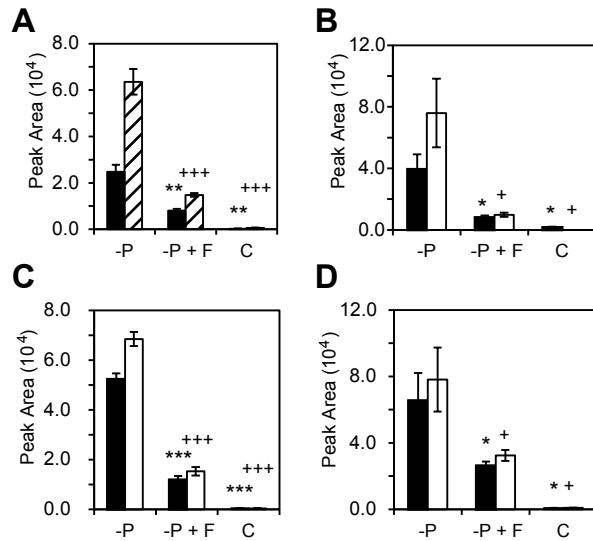 A
Peak Area (10⁴)
8.0
6.0
4.0
2.0
0.0
** +++
** +++
-P -P + F C
B
Peak Area (10⁴)
12.0
8.0
4.0
0.0
* +
* +
-P -P + F C
C
Peak Area (10⁴)
8.0
6.0
4.0
2.0
0.0
*** +++
*** +++
-P -P + F C
D
Peak Area (10⁴)
12.0
8.0
4.0
0.0
* +
* +
-P -P + F C